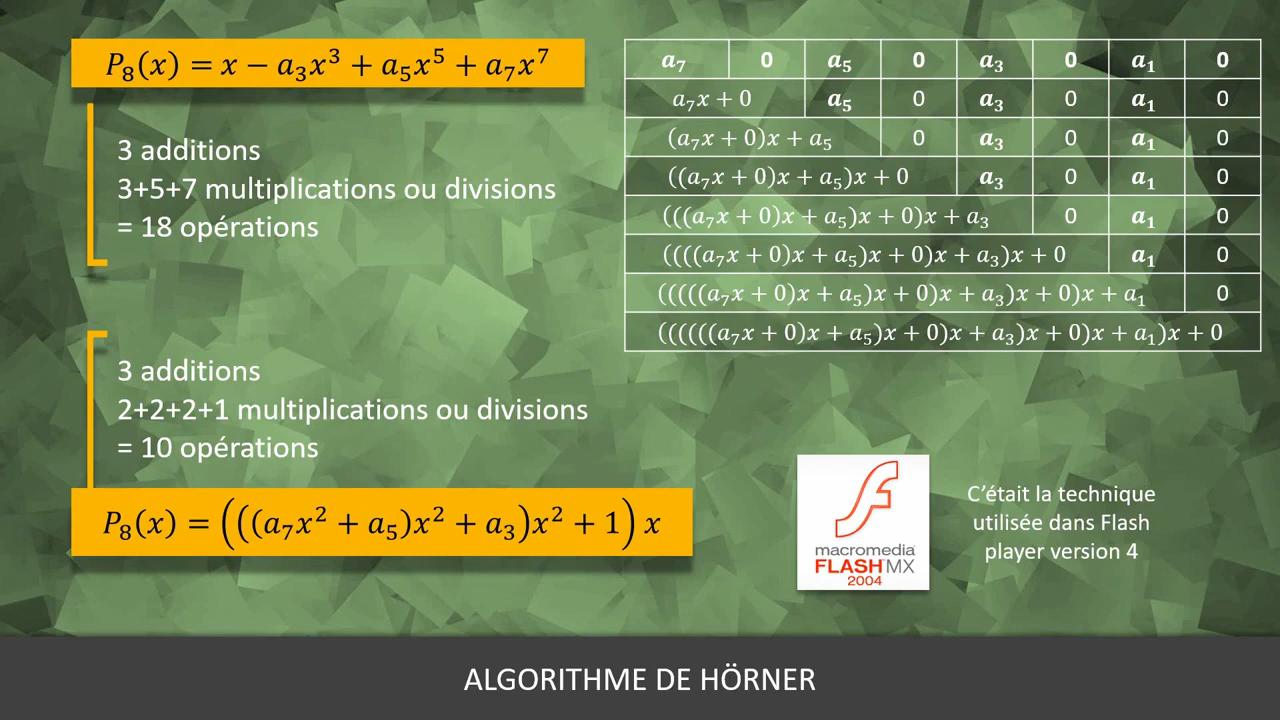 P₈(x) = x − a₃x³ + a₅x⁵ + a₇x⁷
3 additions
3+5+7 multiplications ou divisions
= 18 opérations
3 additions
2+2+2+1 multiplications ou divisions
= 10 opérations
P₈(x) = (((a₇x² + a₅)x² + a₃)x² + 1) x
a₇ 0 a₅ 0 a₃ 0 a₁ 0
a₇x + 0 a₅ 0 a₃ 0 a₁ 0
(a₇x + 0)x + a₅ 0 a₃ 0 a₁ 0
((a₇x + 0)x + a₅)x + 0 a₃ 0 a₁ 0
(((a₇x + 0)x + a₅)x + 0)x + a₃ 0 a₁ 0
((((a₇x + 0)x + a₅)x + 0)x + a₃)x + 0 a₁ 0
(((((a₇x + 0)x + a₅)x + 0)x + a₃)x + 0)x + a₁ 0
((((((a₇x + 0)x + a₅)x + 0)x + a₃)x + 0)x + a₁)x + 0
macromedia
FLASH MX
2004
C’était la technique
utilisée dans Flash
player version 4
ALGORITHME DE HÖRNER